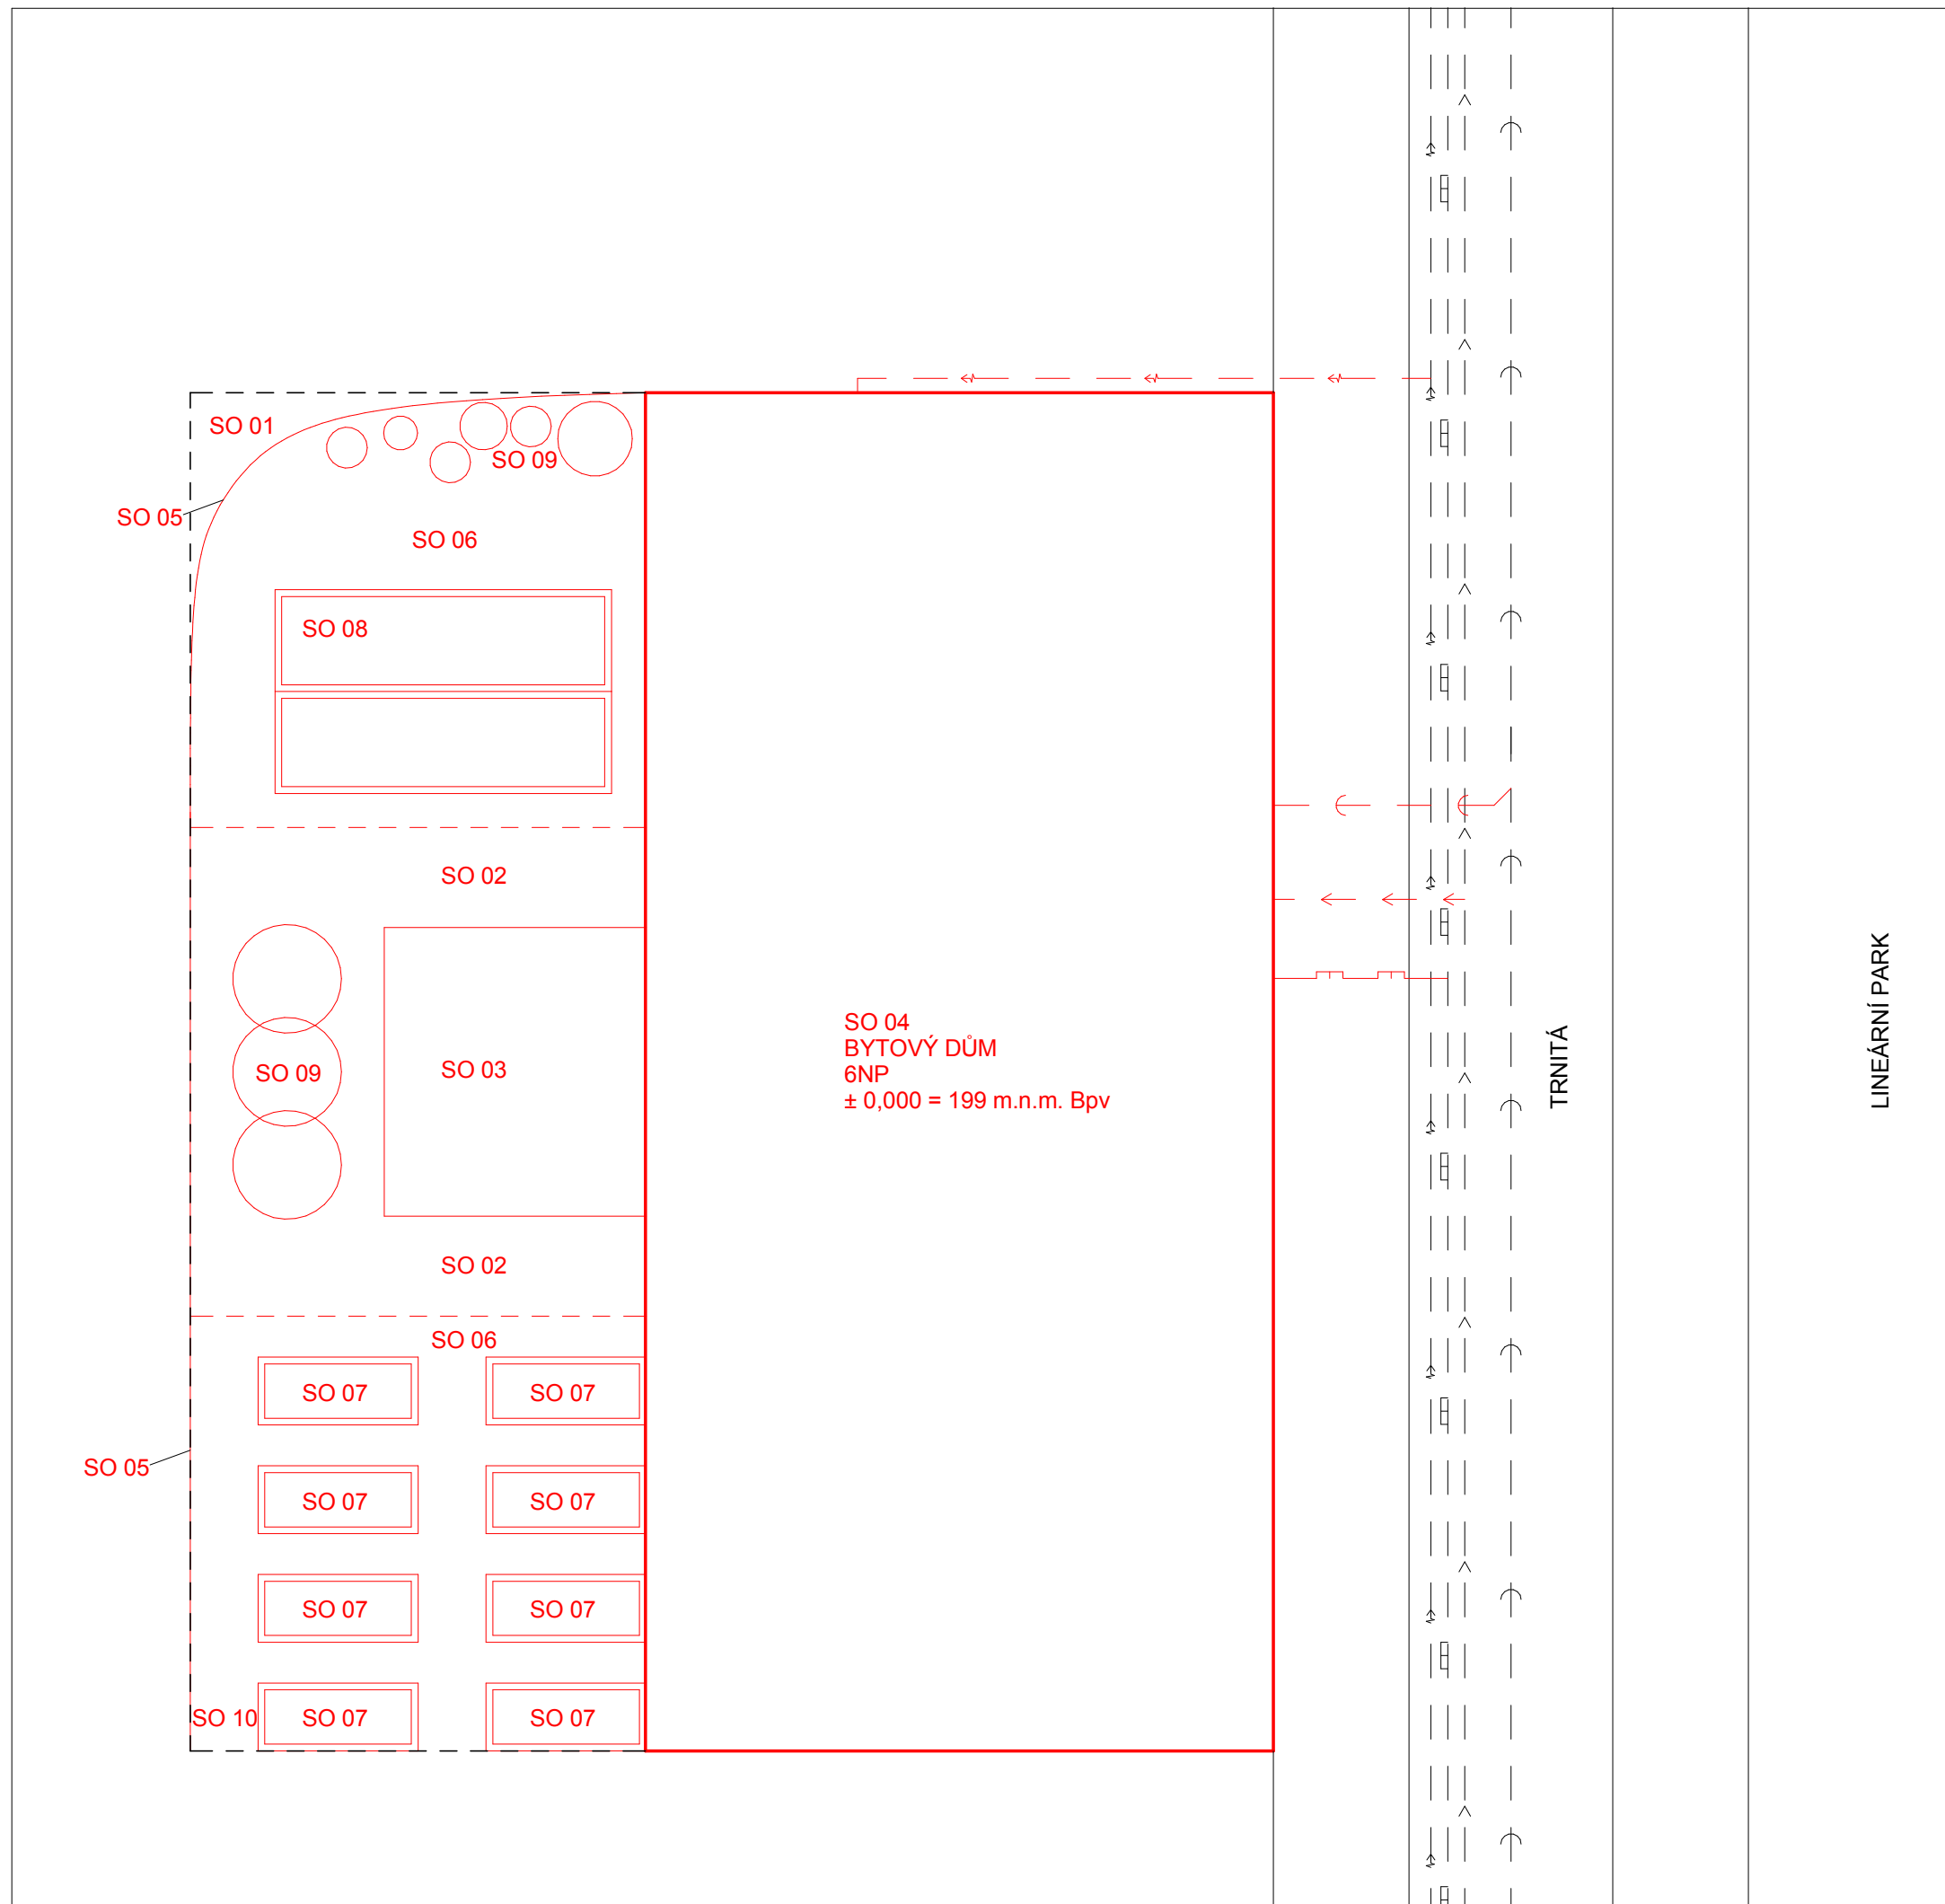 SO 01
SO 09
SO 05
SO 06
SO 08
SO 02
SO 09
SO 03
SO 04
BYTOVÝ DŮM
6NP
± 0,000 = 199 m.n.m. Bpv
TRNITÁ
LINEÁRNÍ PARK
SO 02
SO 06
SO 07
SO 07
SO 05
SO 07
SO 07
SO 07
SO 07
SO 10
SO 07
SO 07